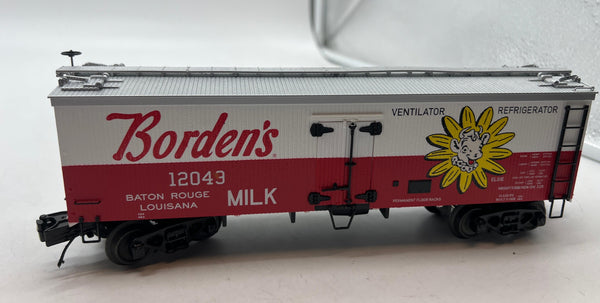 Borden's
12043
BATON ROUGE
LOUISANA
MILK
VENTILATOR REFRIGERATOR
ELSIE
PERMANENT FLOOR RACKS